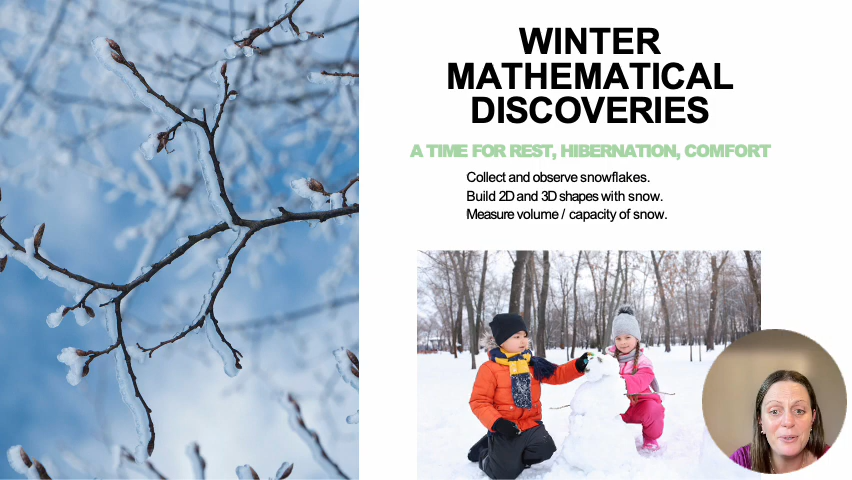 WINTER
MATHEMATICAL
DISCOVERIES
A TIME FOR REST, HIBERNATION, COMFORT
Collect and observe snowflakes.
Build 2D and 3D shapes with snow.
Measure volume / capacity of snow.